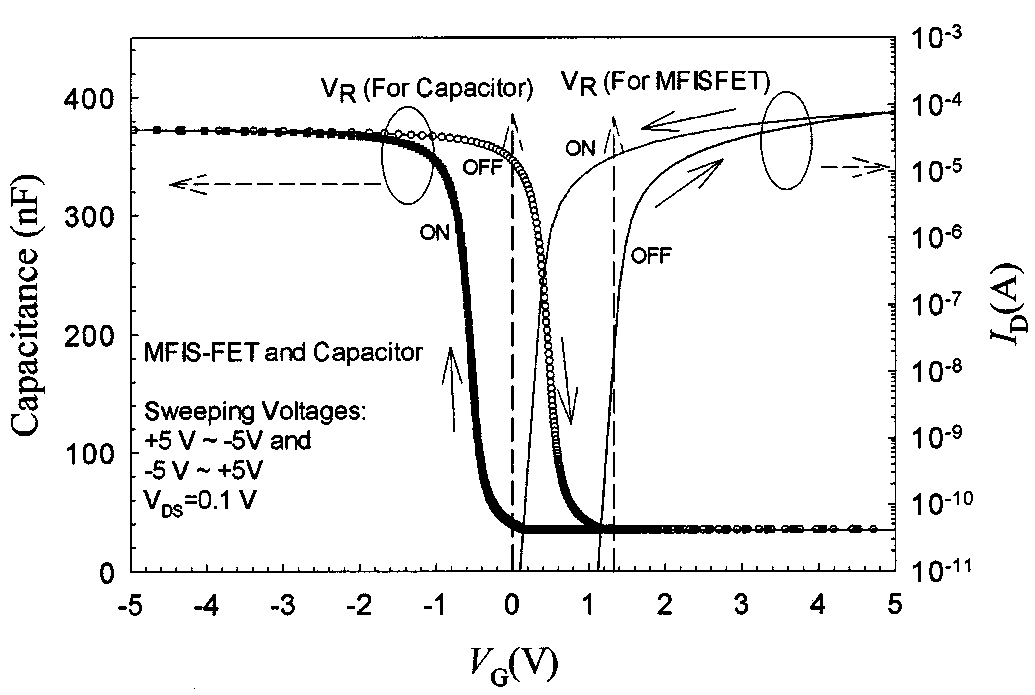 V_R (For Capacitor)
V_R (For MFISFET)
ON
OFF
ON
OFF
MFIS-FET and Capacitor
Sweeping Voltages:
+5 V ~ -5V and
-5 V ~ +5V
V_DS=0.1 V
Capacitance (nF)
400
300
200
100
0
10^-3
10^-4
10^-5
10^-6
10^-7
10^-8
10^-9
10^-10
10^-11
I_D(A)
-5 -4 -3 -2 -1 0 1 2 3 4 5
V_G(V)